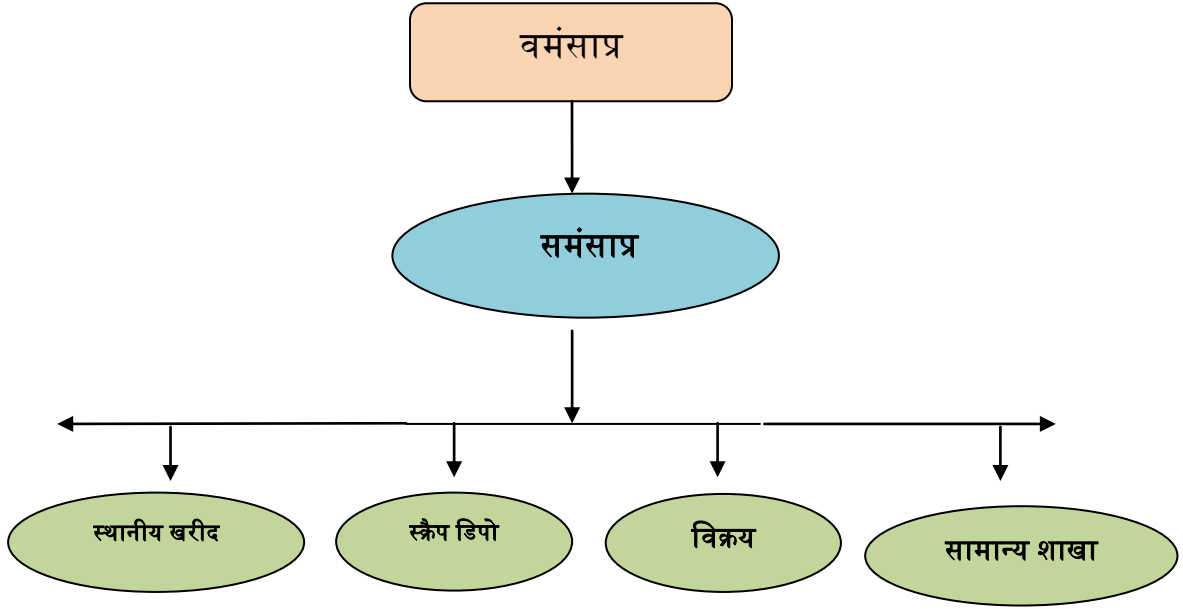 वमंसाप्र
समंसाप्र
स्थानीय खरीद
स्क्रैप डिपो
विक्रय
सामान्य शाखा